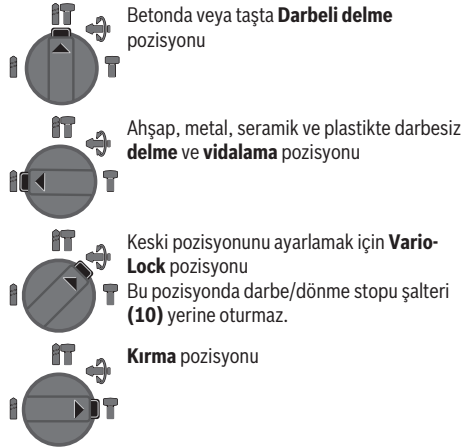 Betonda veya taşta Darbeli delme
pozisyonu
Ahşap, metal, seramik ve plastikte darbesiz
delme ve vidalama pozisyonu
Keski pozisyonunu ayarlamak için Vario-
Lock pozisyonu
Bu pozisyonda darbe/dönme stopu şalteri
(10) yerine oturmaz.
Kırma pozisyonu